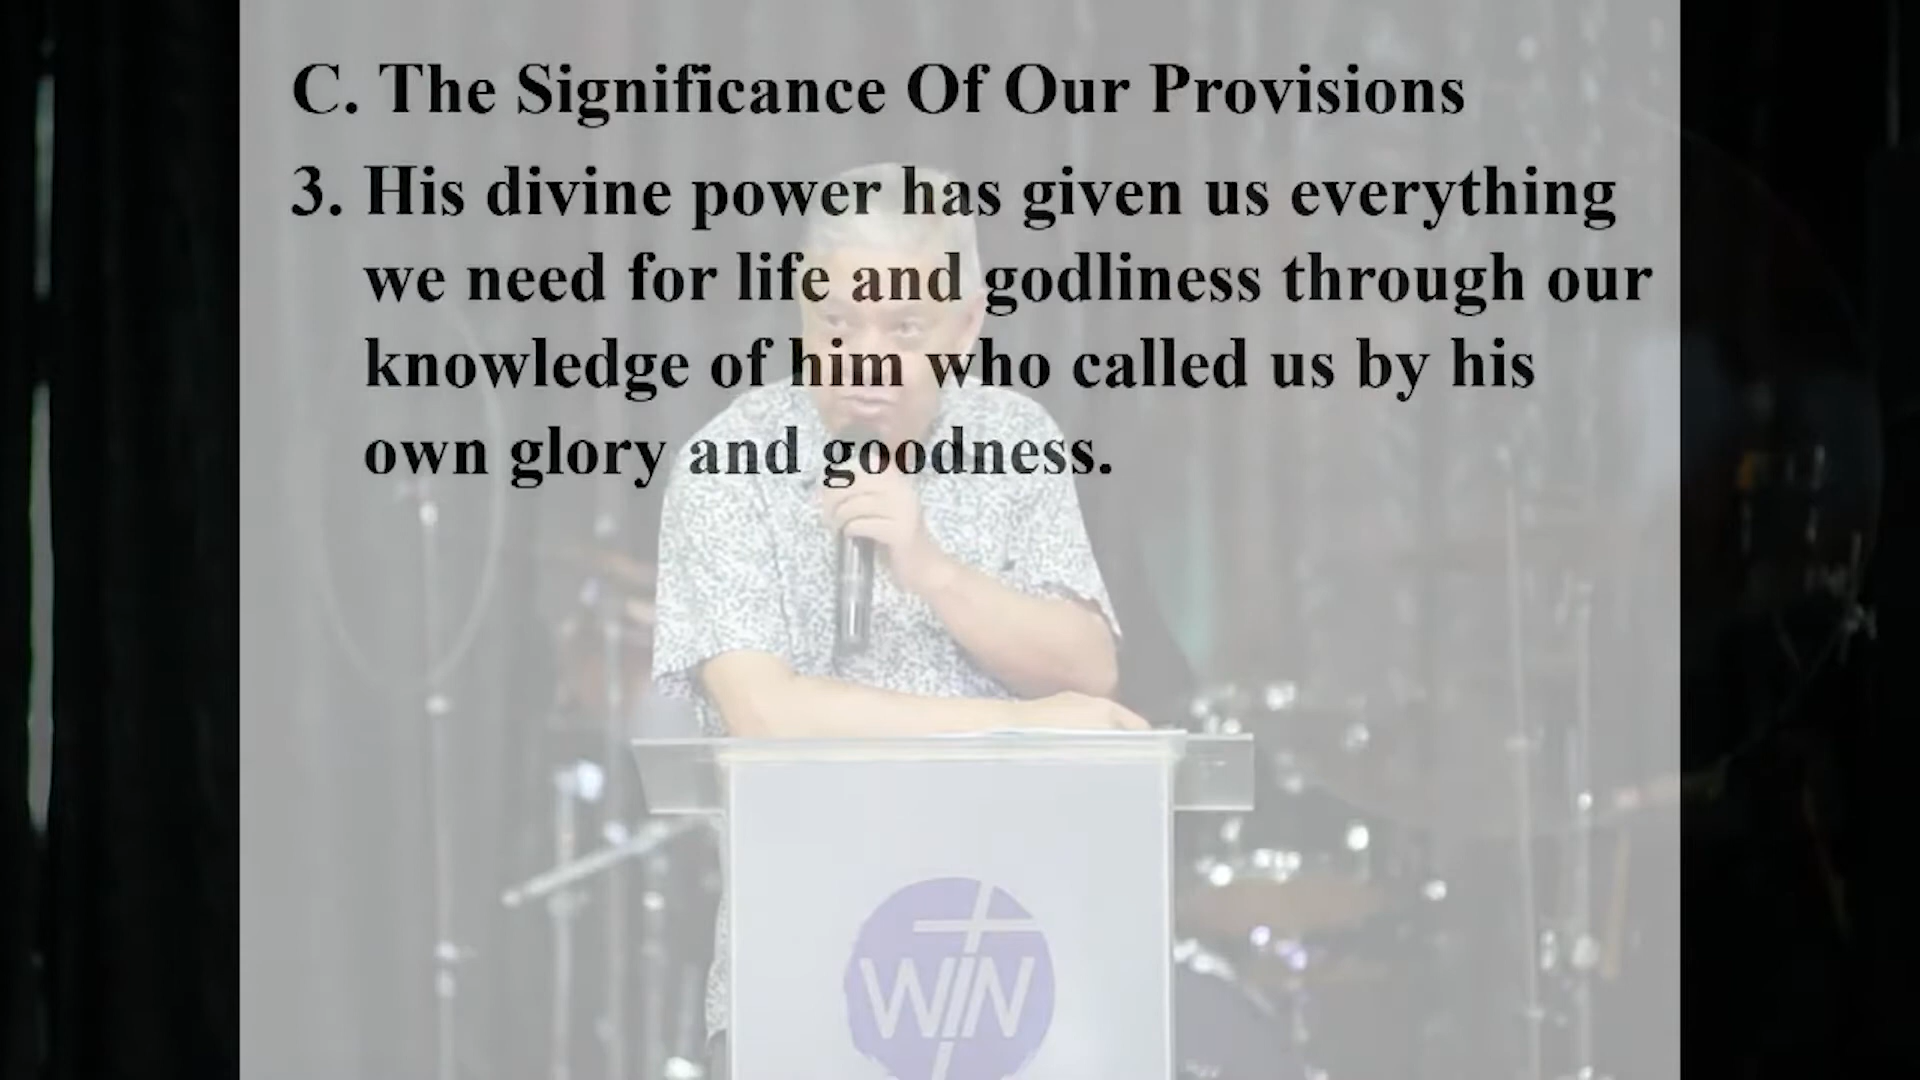 C. The Significance Of Our Provisions
3. His divine power has given us everything
we need for life and godliness through our
knowledge of him who called us by his
own glory and goodness.
WIN